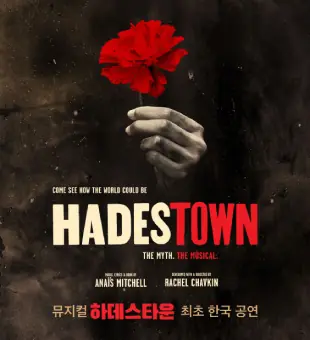 COME SEE HOW THE WORLD COULD BE
HADESTOWN
THE MYTH. THE MUSICAL.
MUSIC, LYRICS & BOOK BY
ANAÏS MITCHELL
DEVELOPED WITH & DIRECTED BY
RACHEL CHAVKIN
뮤지컬 하데스타운 최초 한국 공연